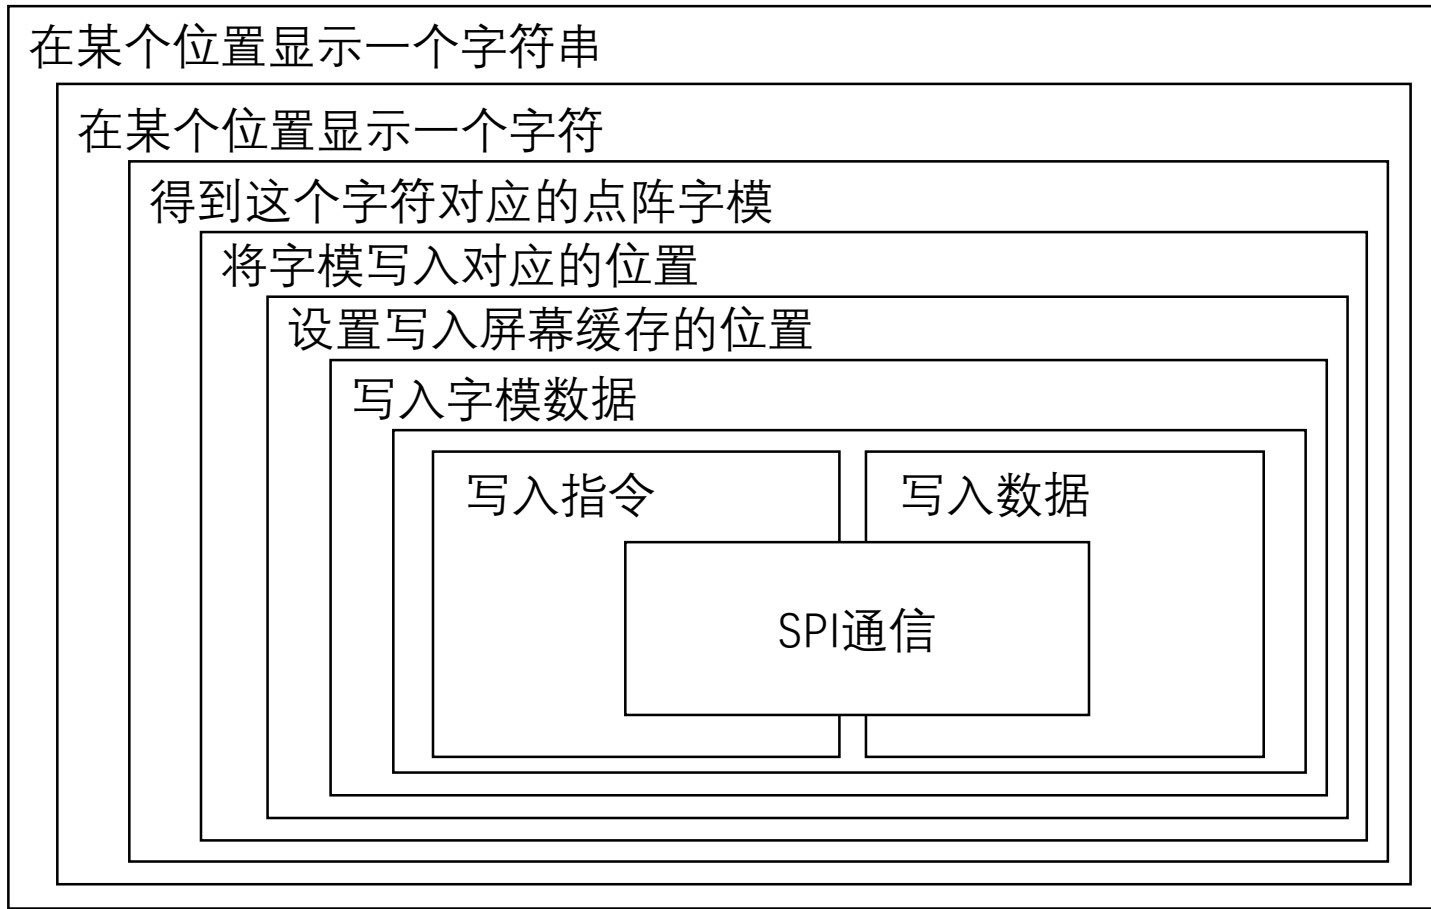 在某个位置显示一个字符串
在某个位置显示一个字符
得到这个字符对应的点阵字模
将字模写入对应的位置
设置写入屏幕缓存的位置
写入字模数据
写入指令
写入数据
SPI通信